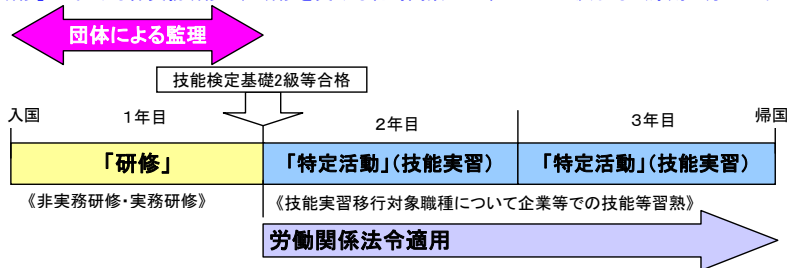 団体による監理
技能検定基礎2級等合格
入国
1年目
2年目
3年目
帰国
「研修」
「特定活動」(技能実習)
「特定活動」(技能実習)
《非実務研修・実務研修》
《技能実習移行対象職種について企業等での技能等習熟》
労働関係法令適用